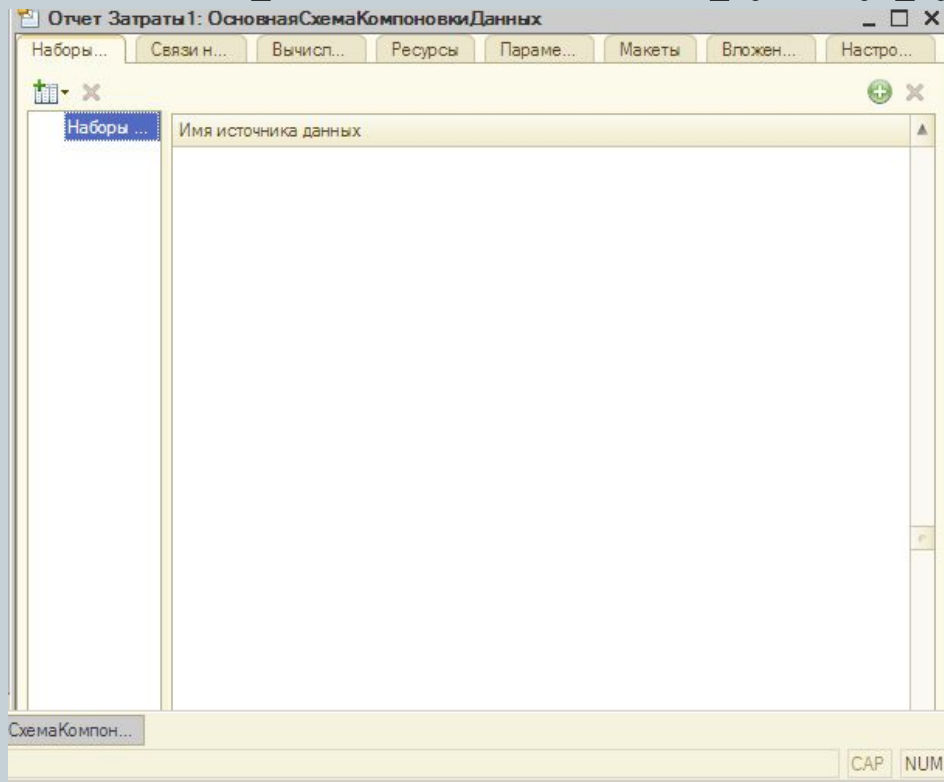 Отчет Затраты1: ОсновнаяСхемаКомпоновкиДанных
Наборы... Связи н... Вычисл... Ресурсы Параме... Макеты Вложен... Настро...
Наборы ... Имя источника данных
СхемаКомпон...
CAP NUM